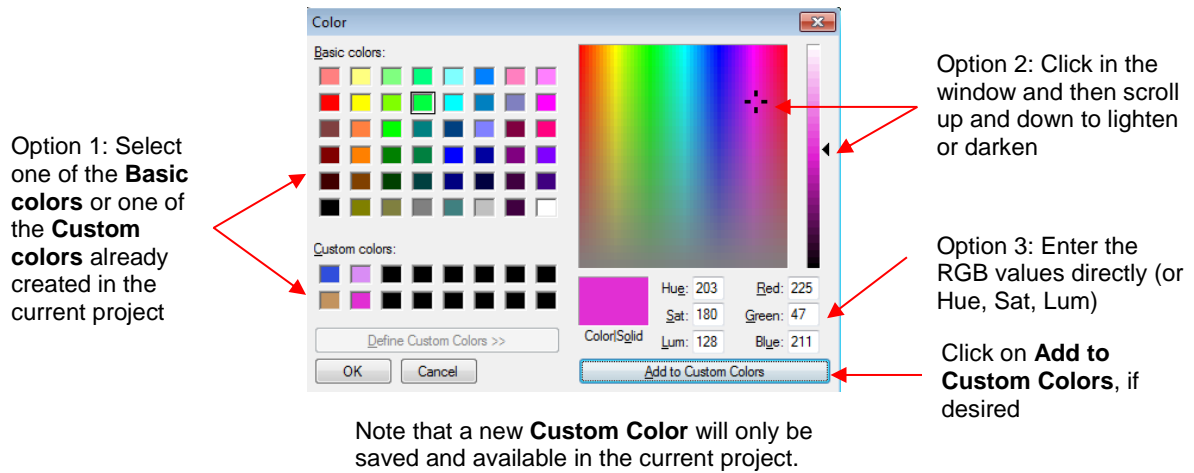 Color
Basic colors:
Custom colors:
Define Custom Colors >>
OK Cancel
Hue: 203 Red: 225
Sat: 180 Green: 47
Color|Solid Lum: 128 Blue: 211
Add to Custom Colors
Option 1: Select
one of the Basic
colors or one of
the Custom
colors already
created in the
current project
Option 2: Click in the
window and then scroll
up and down to lighten
or darken
Option 3: Enter the
RGB values directly (or
Hue, Sat, Lum)
Click on Add to
Custom Colors, if
desired
Note that a new Custom Color will only be
saved and available in the current project.